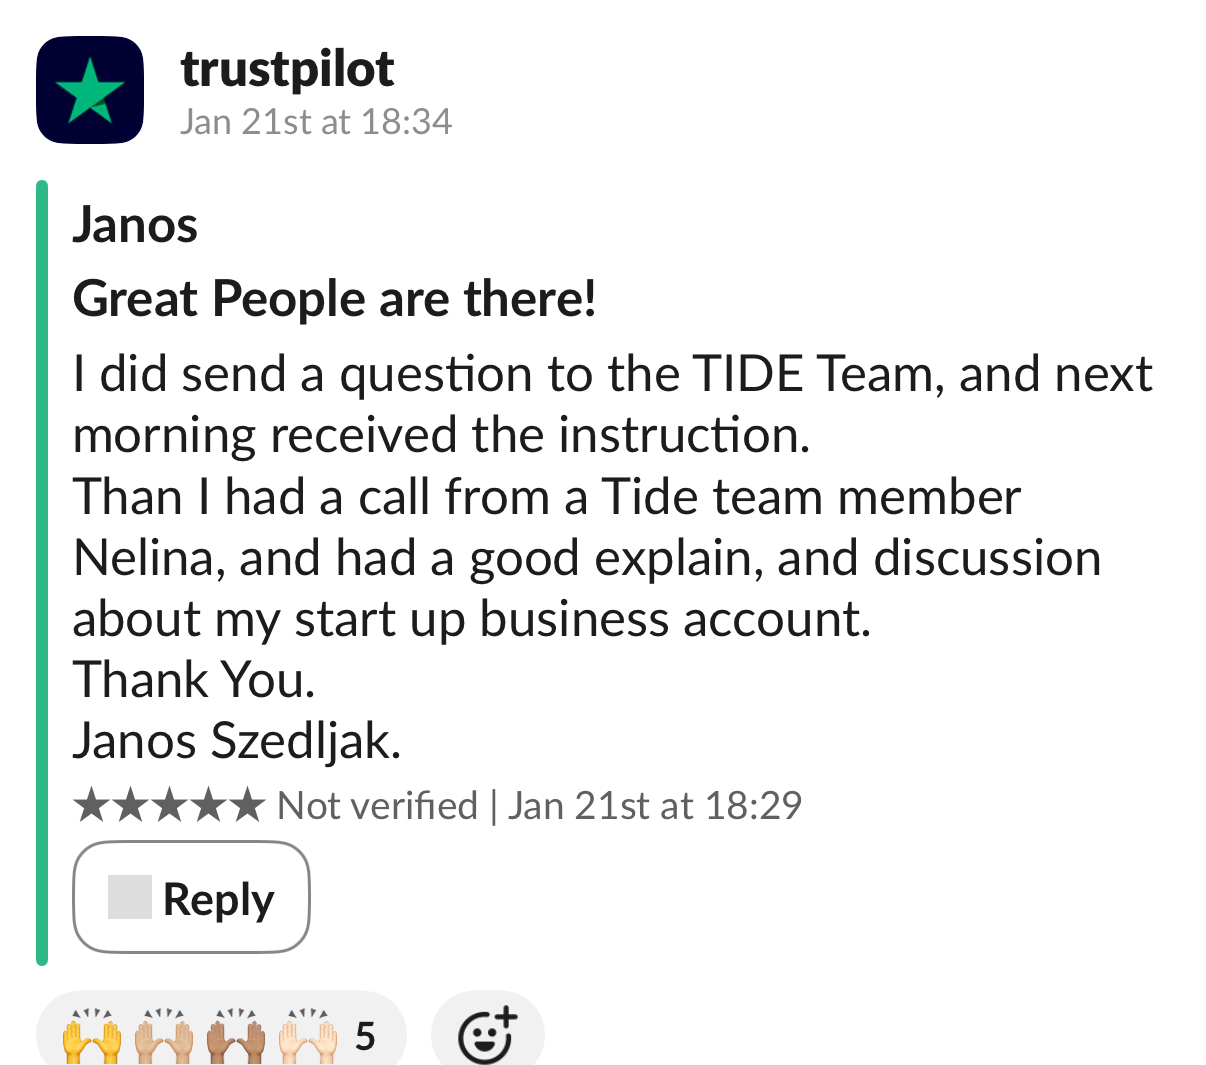 trustpilot
Jan 21st at 18:34
Janos
Great People are there!
I did send a question to the TIDE Team, and next
morning received the instruction.
Than I had a call from a Tide team member
Nelina, and had a good explain, and discussion
about my start up business account.
Thank You.
Janos Szedljak.
★★★★★ Not verified | Jan 21st at 18:29
Reply
5